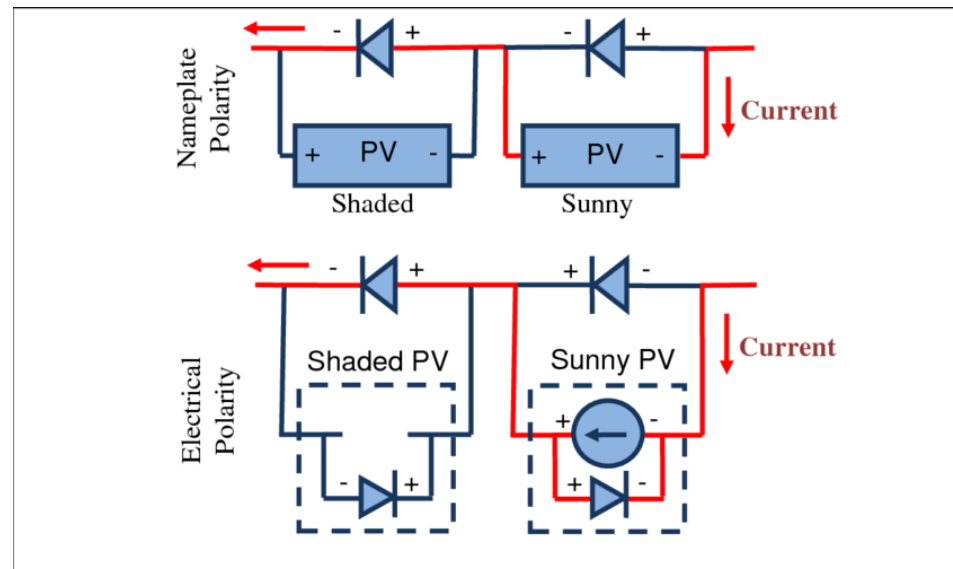 Nameplate
Polarity
- + - +
Current
+ PV -
+ PV -
Shaded
Sunny
- + + -
Current
Electrical
Polarity
Shaded PV
Sunny PV
+ -
- +
+ -